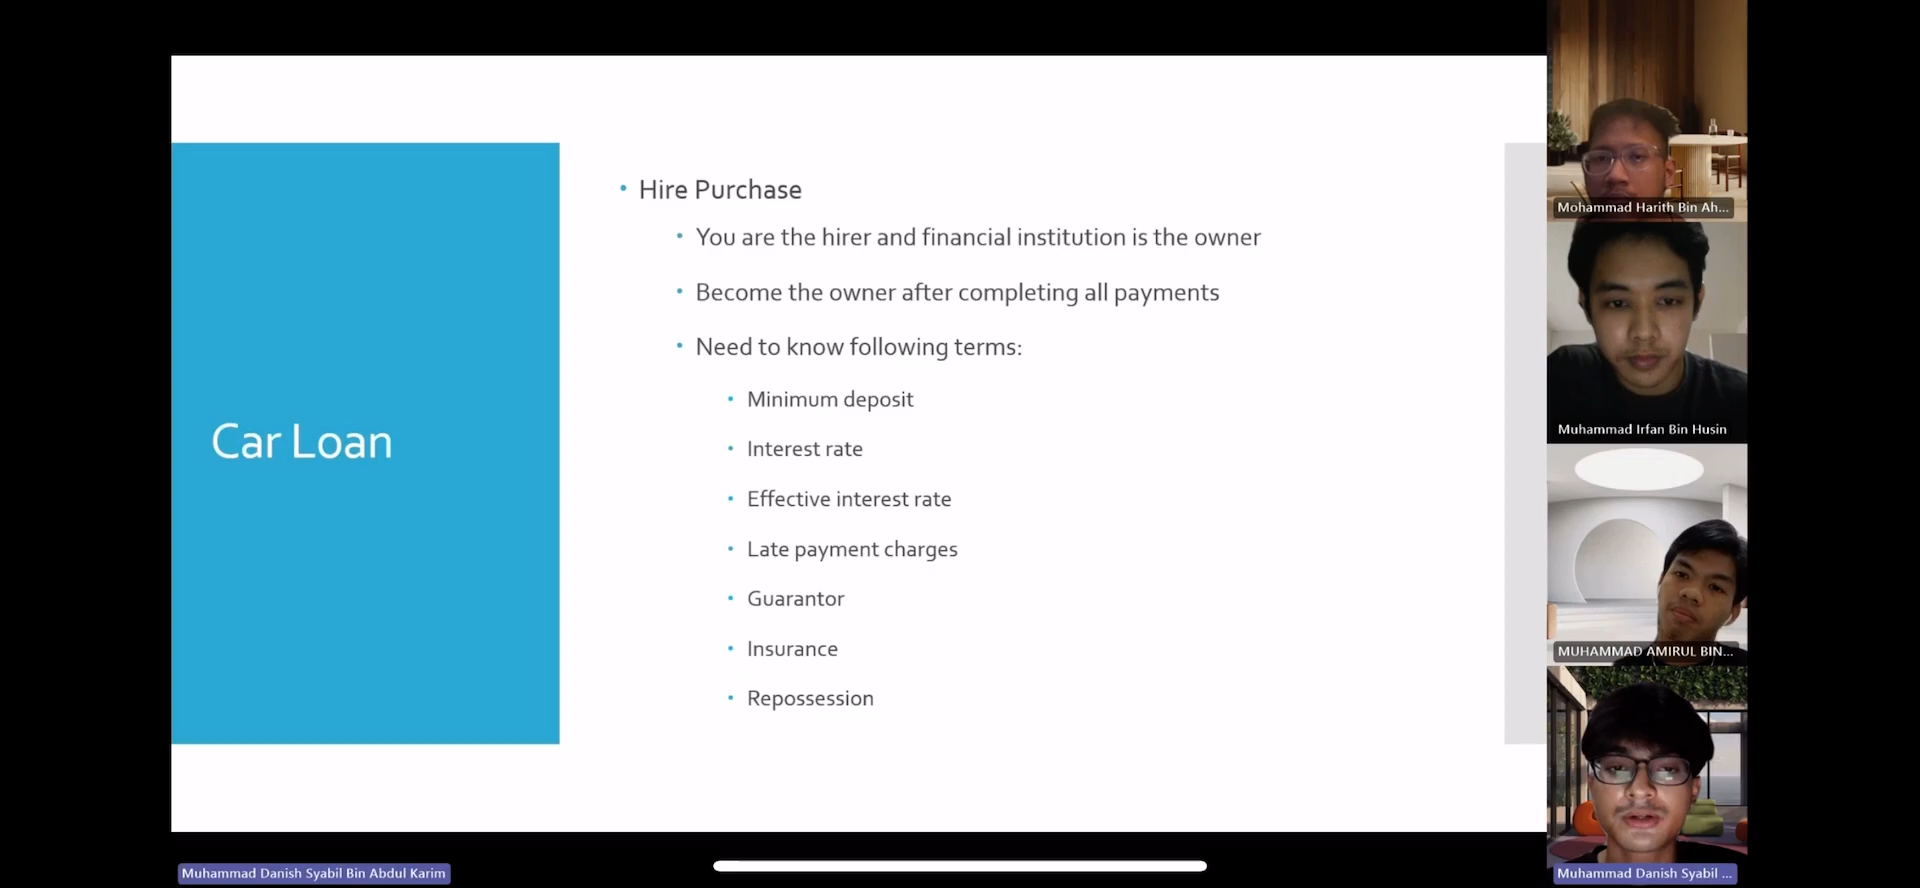 Car Loan
Hire Purchase
You are the hirer and financial institution is the owner
Become the owner after completing all payments
Need to know following terms:
Minimum deposit
Interest rate
Effective interest rate
Late payment charges
Guarantor
Insurance
Repossession
Mohammad Harith Bin Ah...
Muhammad Irfan Bin Husin
MUHAMMAD AMIRUL BIN...
Muhammad Danish Syabil ...
Muhammad Danish Syabil Bin Abdul Karim